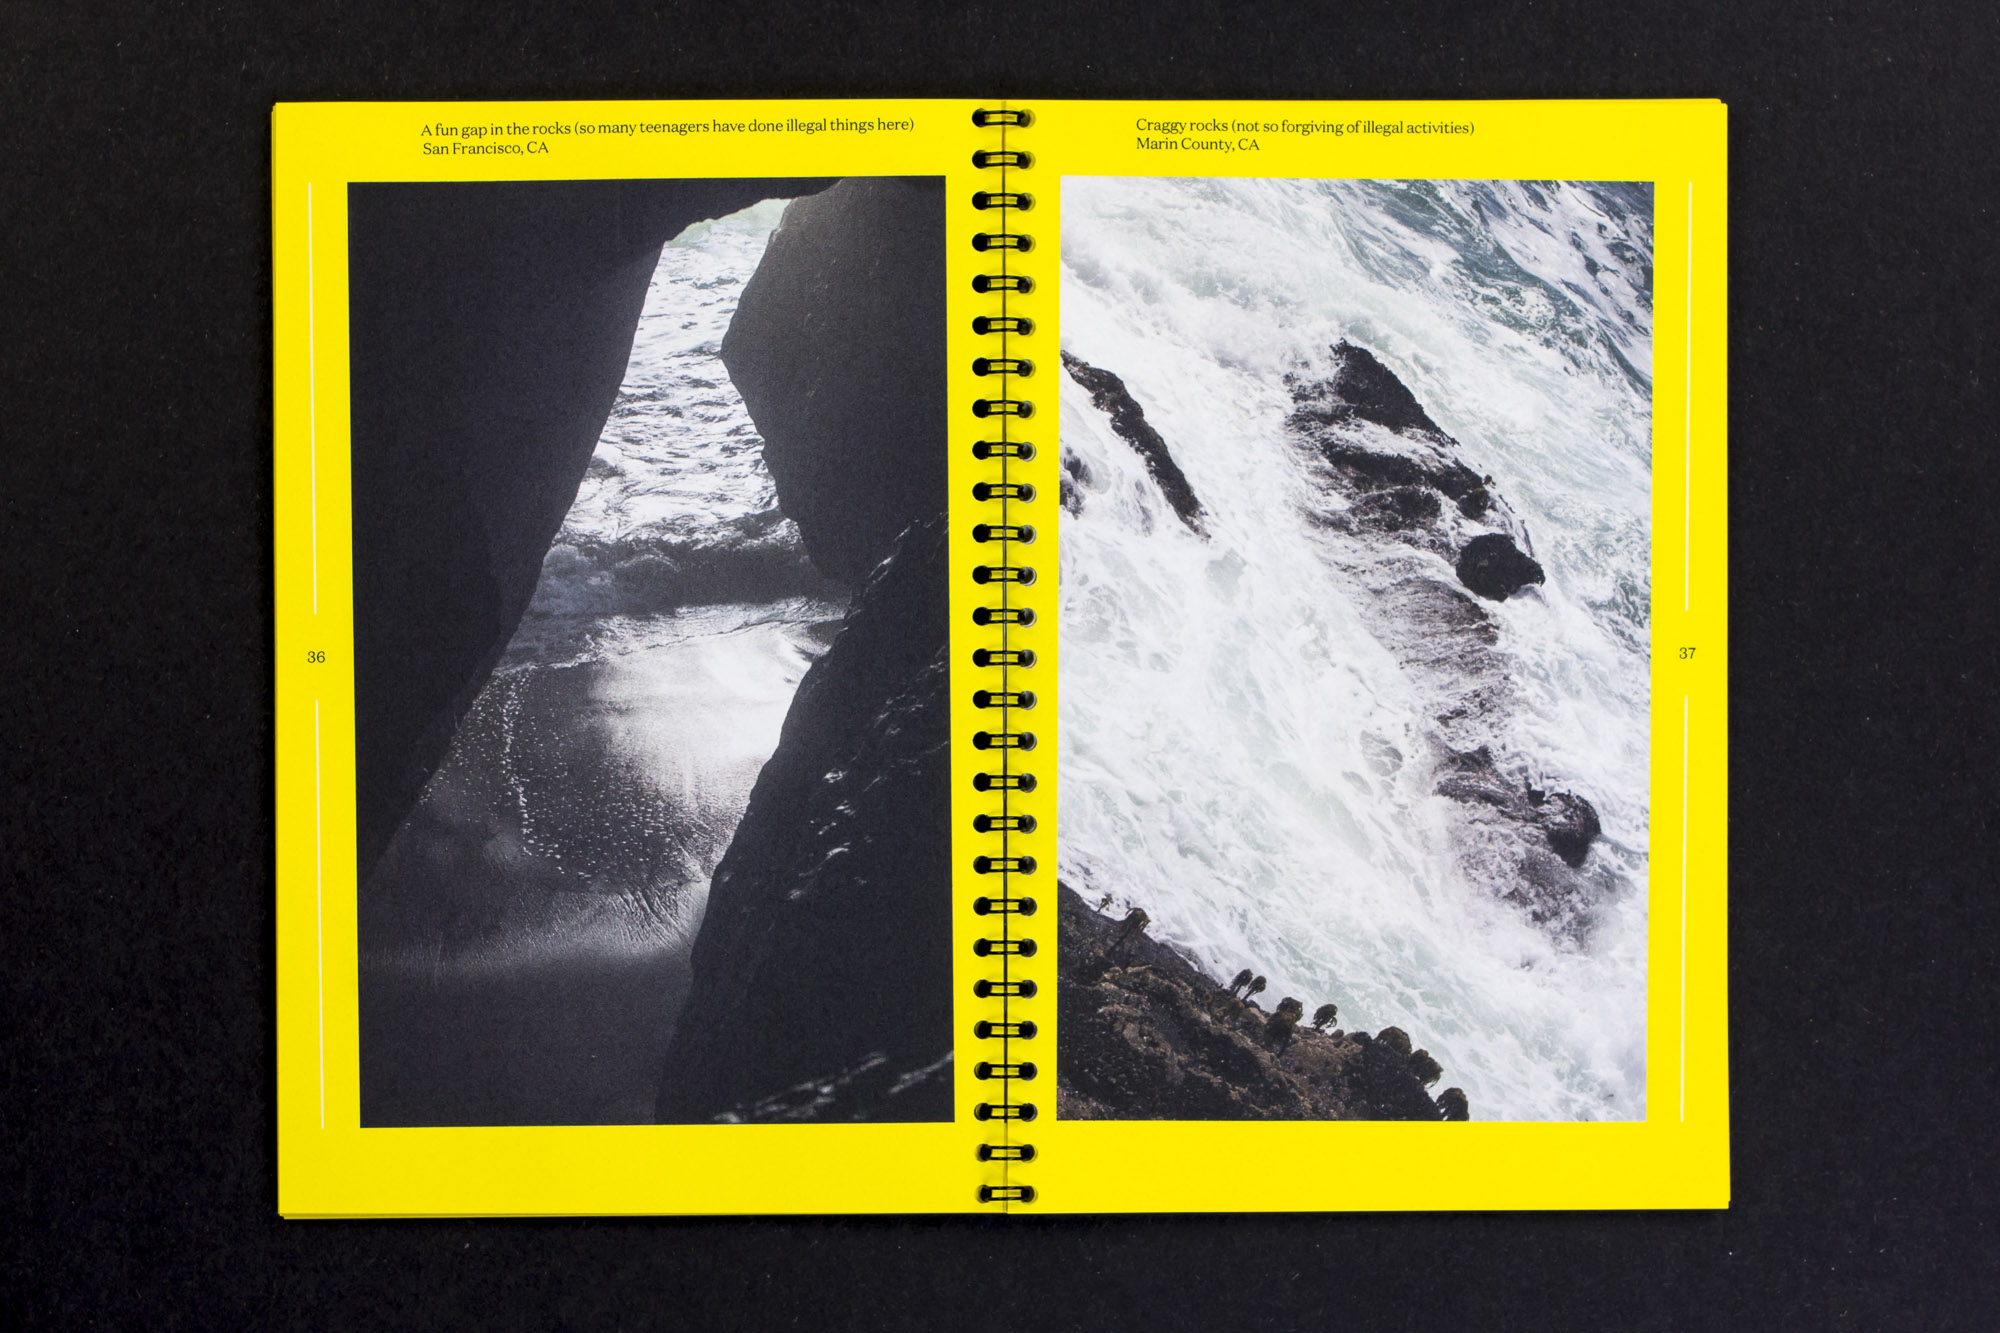 A fun gap in the rocks (so many teenagers have done illegal things here)
San Francisco, CA
36
Craggy rocks (not so forgiving of illegal activities)
Marin County, CA
37